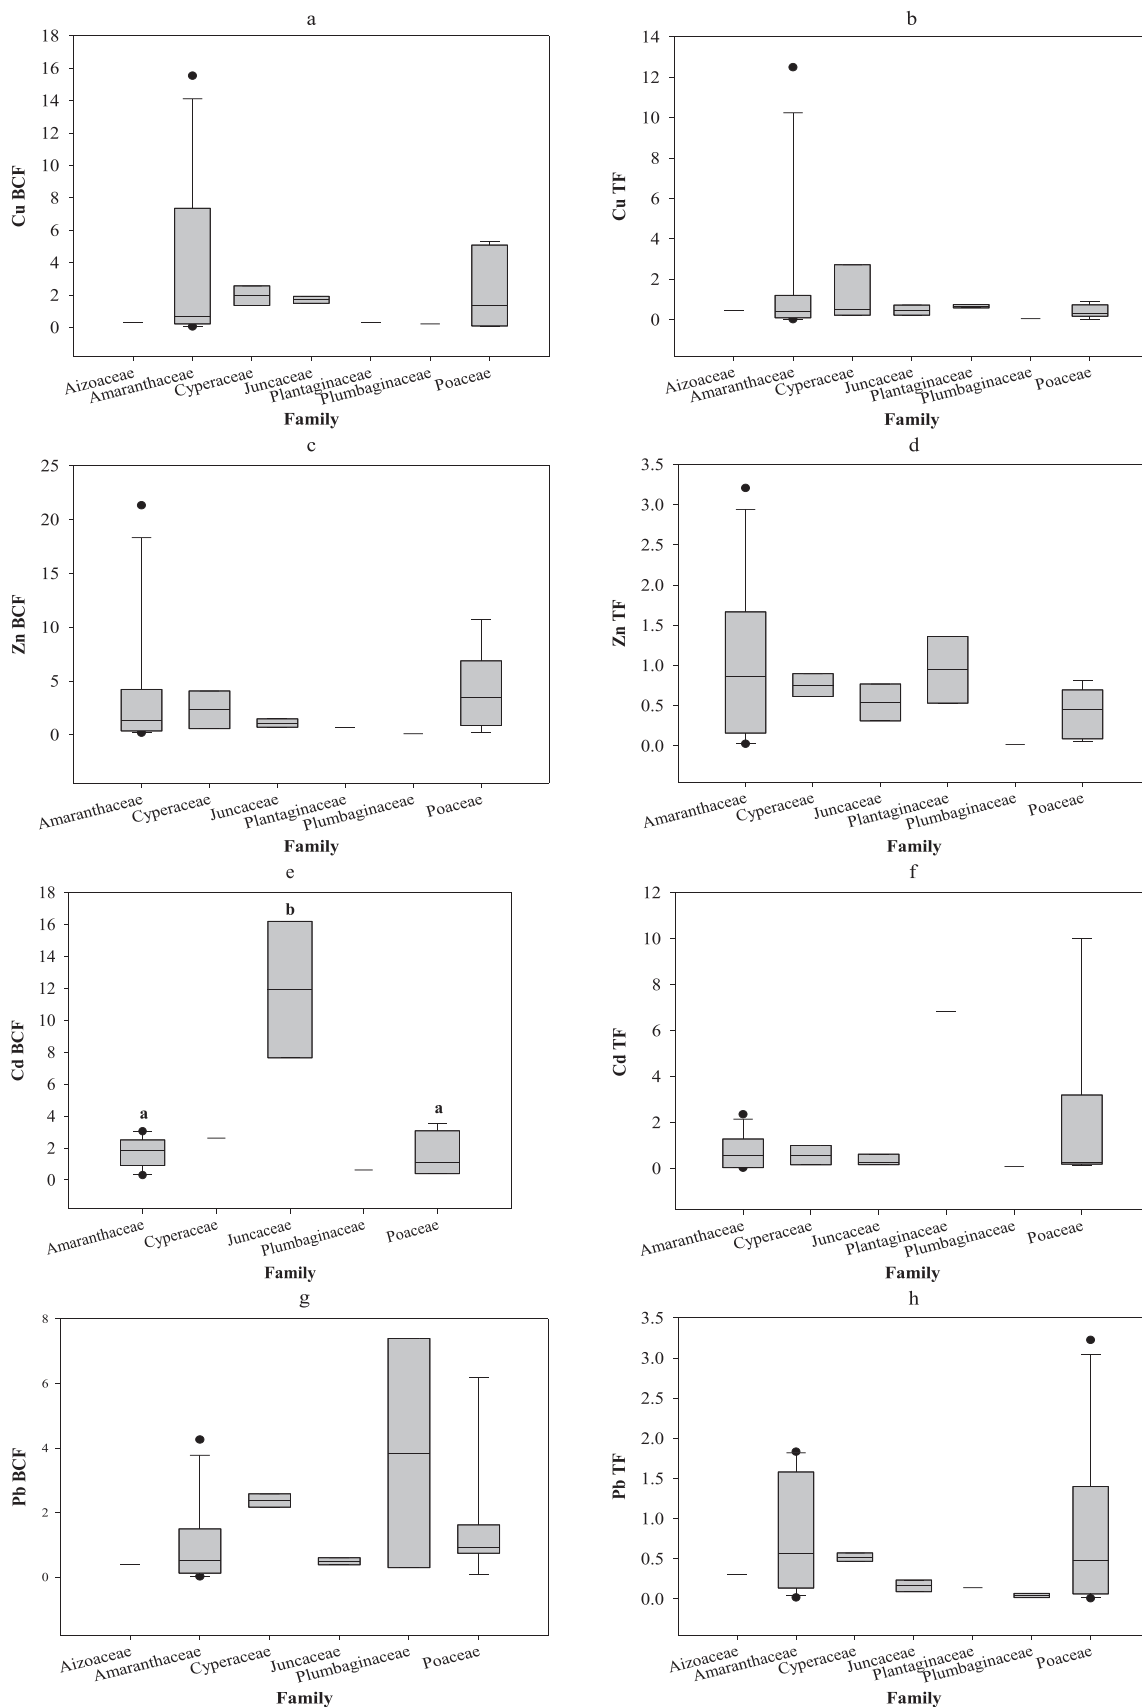 a
Cu BCF
18
16
14
12
10
8
6
4
2
0
Aizoaceae
Amaranthaceae
Cyperaceae
Juncaceae
Plantaginaceae
Plumbaginaceae
Poaceae
Family
b
Cu TF
14
12
10
8
6
4
2
0
Aizoaceae
Amaranthaceae
Cyperaceae
Juncaceae
Plantaginaceae
Plumbaginaceae
Poaceae
Family
c
Zn BCF
25
20
15
10
5
0
Amaranthaceae
Cyperaceae
Juncaceae
Plantaginaceae
Plumbaginaceae
Poaceae
Family
d
Zn TF
3.5
3.0
2.5
2.0
1.5
1.0
0.5
0.0
Amaranthaceae
Cyperaceae
Juncaceae
Plantaginaceae
Plumbaginaceae
Poaceae
Family
e
Cd BCF
18
16
14
12
10
8
6
4
2
0
a
b
a
Amaranthaceae
Cyperaceae
Juncaceae
Plumbaginaceae
Poaceae
Family
f
Cd TF
12
10
8
6
4
2
0
Amaranthaceae
Cyperaceae
Juncaceae
Plantaginaceae
Plumbaginaceae
Poaceae
Family
g
Pb BCF
8
6
4
2
0
Aizoaceae
Amaranthaceae
Cyperaceae
Juncaceae
Plumbaginaceae
Poaceae
Family
h
Pb TF
3.5
3.0
2.5
2.0
1.5
1.0
0.5
0.0
Aizoaceae
Amaranthaceae
Cyperaceae
Juncaceae
Plantaginaceae
Plumbaginaceae
Poaceae
Family